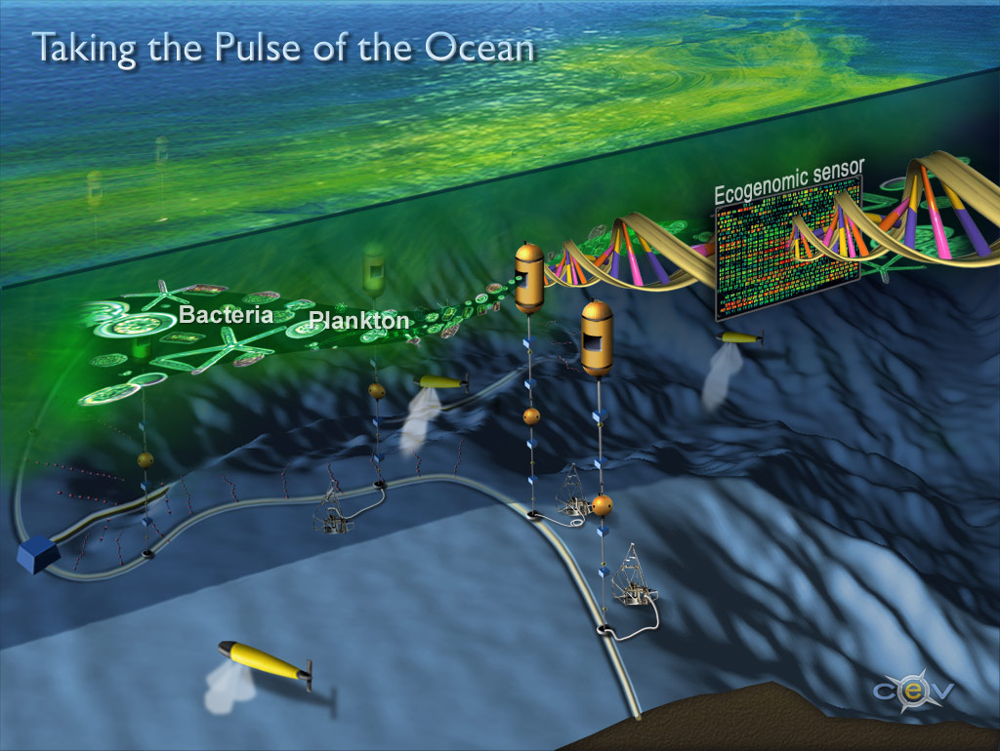 Taking the Pulse of the Ocean
Ecogenomic sensor
Bacteria
Plankton
cev